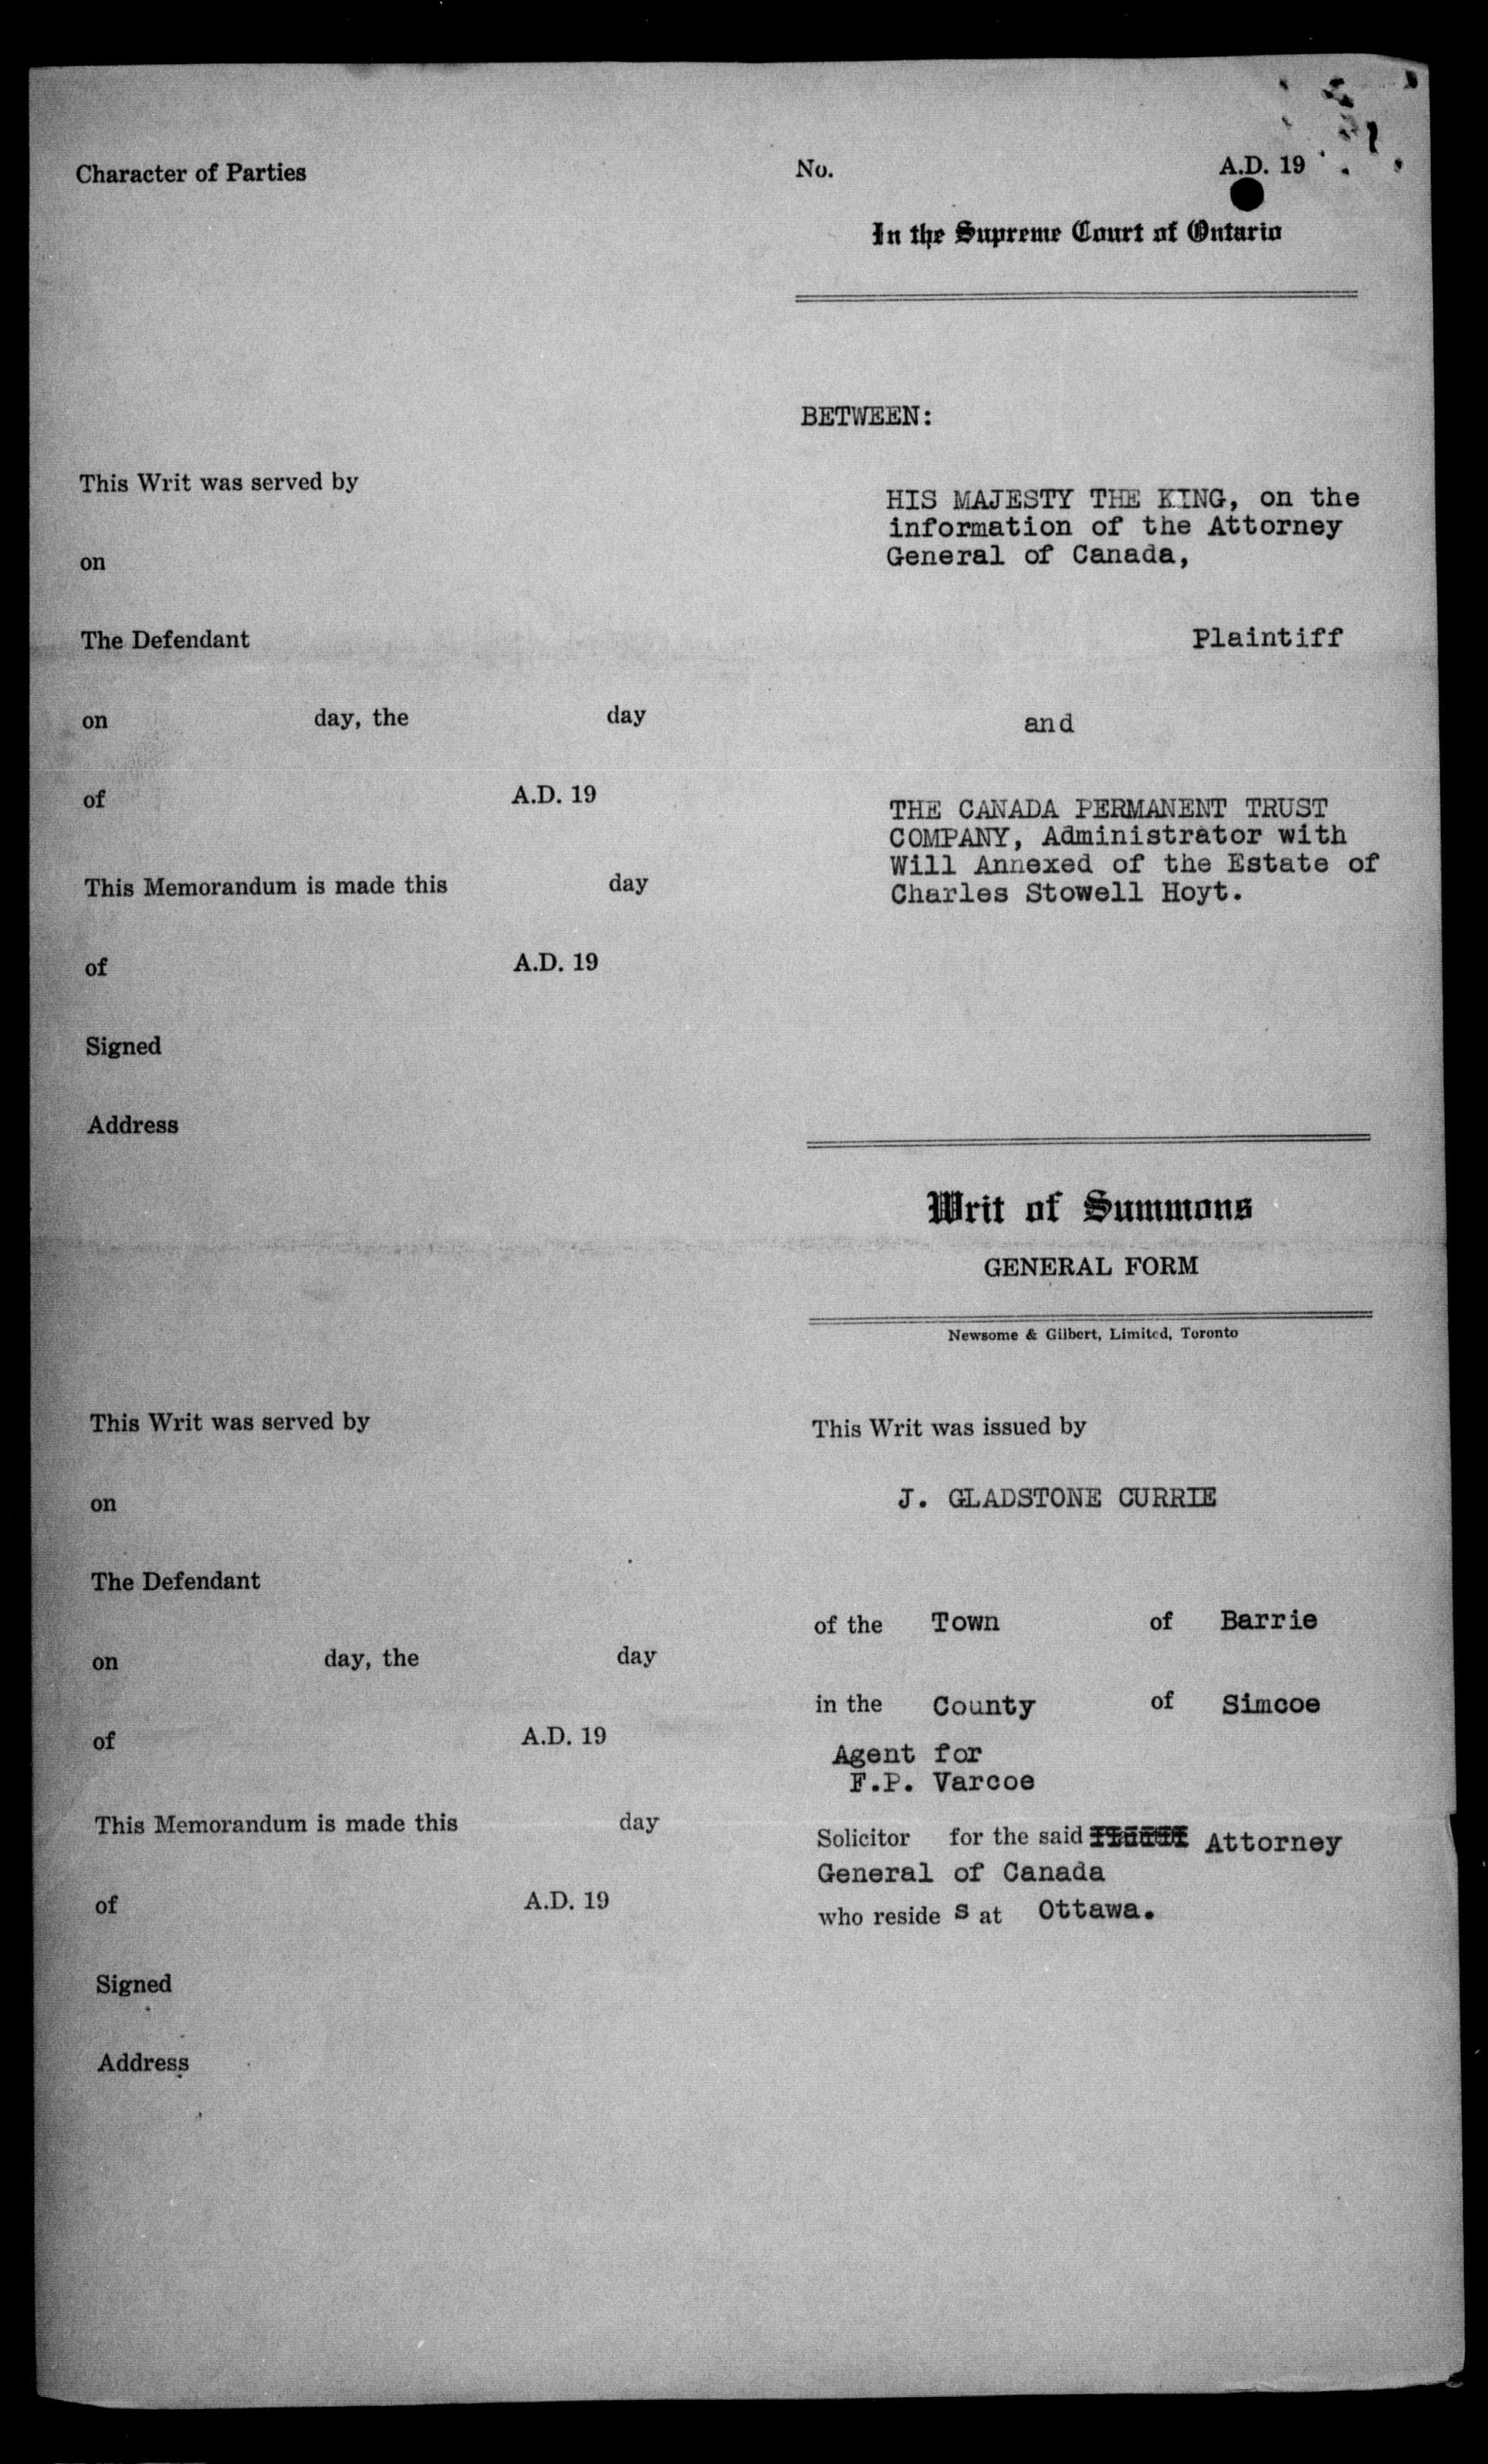 Character of Parties
This Writ was served by
on
The Defendant
on day, the day
of A.D. 19
This Memorandum is made this day
of A.D. 19
Signed
Address
This Writ was served by
on
The Defendant
on day, the day
of A.D. 19
This Memorandum is made this day
of A.D. 19
Signed
Address
No. A.D. 19
In the Supreme Court of Ontario
BETWEEN:
HIS MAJESTY THE KING, on the
information of the Attorney
General of Canada,
Plaintiff
and
THE CANADA PERMANENT TRUST
COMPANY, Administrator with
Will Annexed of the Estate of
Charles Stowell Hoyt.
Writ of Summons
GENERAL FORM
Newsome & Gilbert, Limited, Toronto
This Writ was issued by
J. GLADSTONE CURRIE
of the Town of Barrie
in the County of Simcoe
Agent for
F.P. Varcoe
Solicitor for the said Attorney
General of Canada
who reside s at Ottawa.